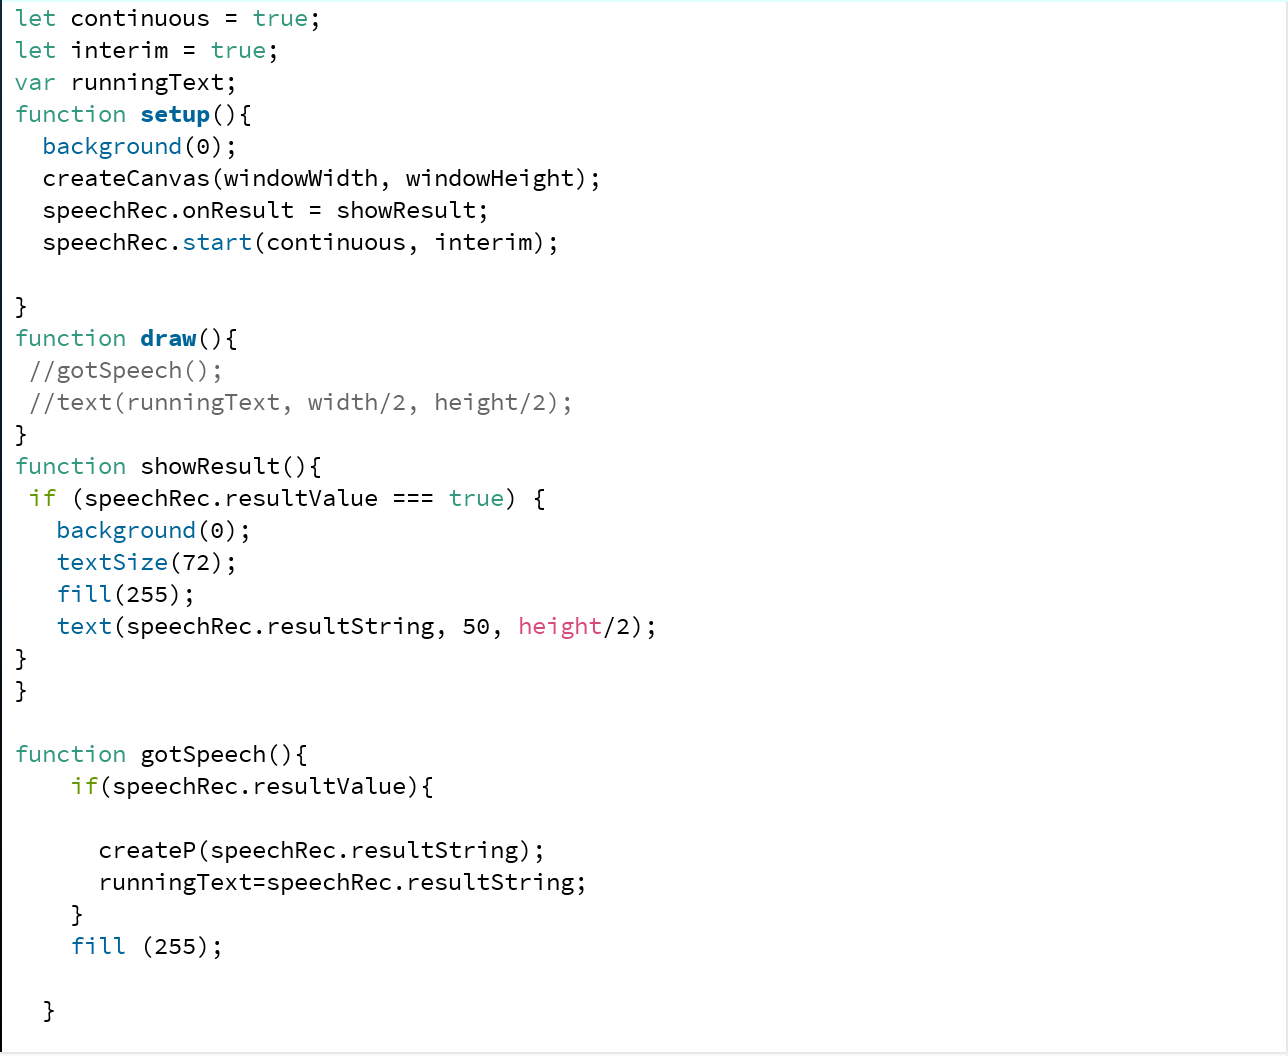 let continuous = true;
let interim = true;
var runningText;
function setup(){
  background(0);
  createCanvas(windowWidth, windowHeight);
  speechRec.onResult = showResult;
  speechRec.start(continuous, interim);

}
function draw(){
 //gotSpeech();
 //text(runningText, width/2, height/2);
}
function showResult(){
 if (speechRec.resultValue === true) {
   background(0);
   textSize(72);
   fill(255);
   text(speechRec.resultString, 50, height/2);
}
}

function gotSpeech(){
    if(speechRec.resultValue){

      createP(speechRec.resultString);
      runningText=speechRec.resultString;
    }
    fill (255);

  }